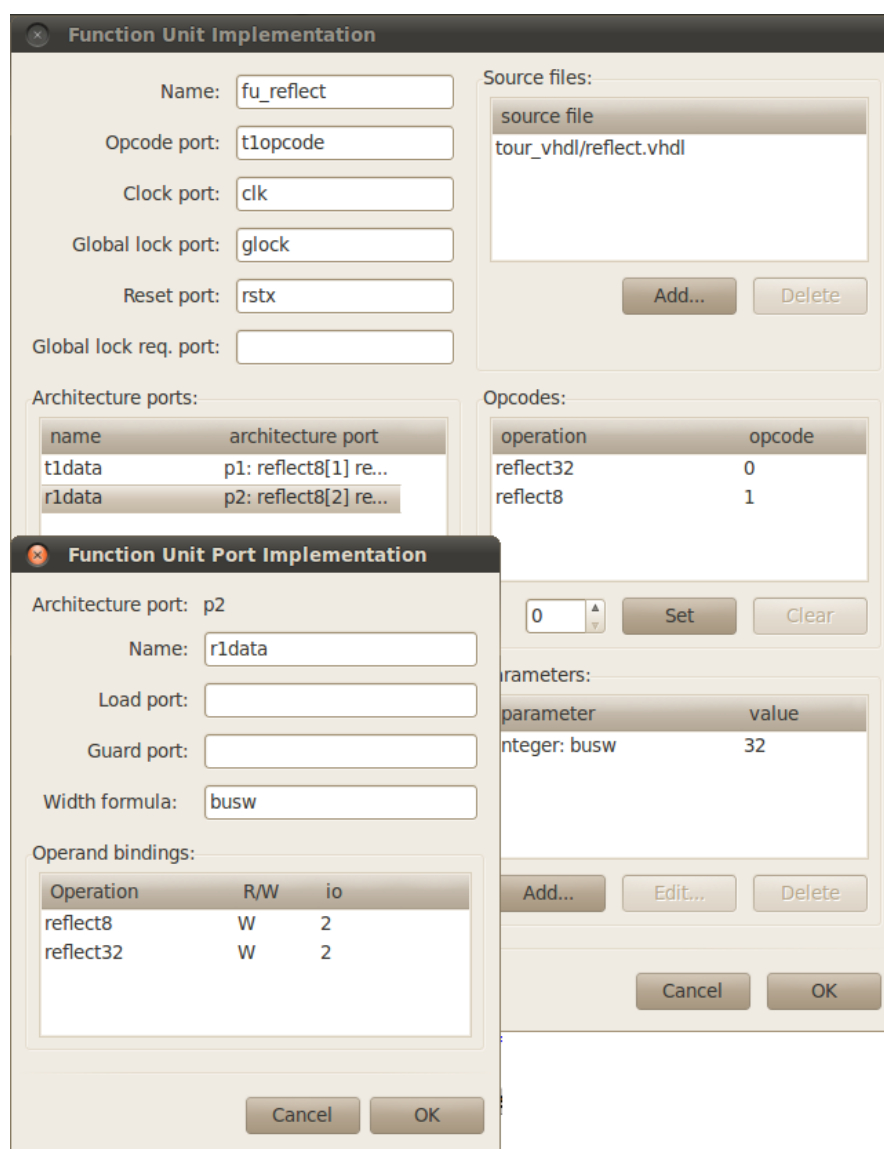 Function Unit Implementation
Name: fu_reflect
Opcode port: t1opcode
Clock port: clk
Global lock port: glock
Reset port: rstx
Global lock req. port:
Source files:
source file
tour_vhdl/reflect.vhdl
Add... Delete
Architecture ports:
name architecture port
t1data p1: reflect8[1] re...
r1data p2: reflect8[2] re...
Opcodes:
operation opcode
reflect32 0
reflect8 1
0 Set Clear
rameters:
parameter value
nteger: busw 32
Add... Edit... Delete
Cancel OK
Function Unit Port Implementation
Architecture port: p2
Name: r1data
Load port:
Guard port:
Width formula: busw
Operand bindings:
Operation R/W io
reflect8 W 2
reflect32 W 2
Cancel OK